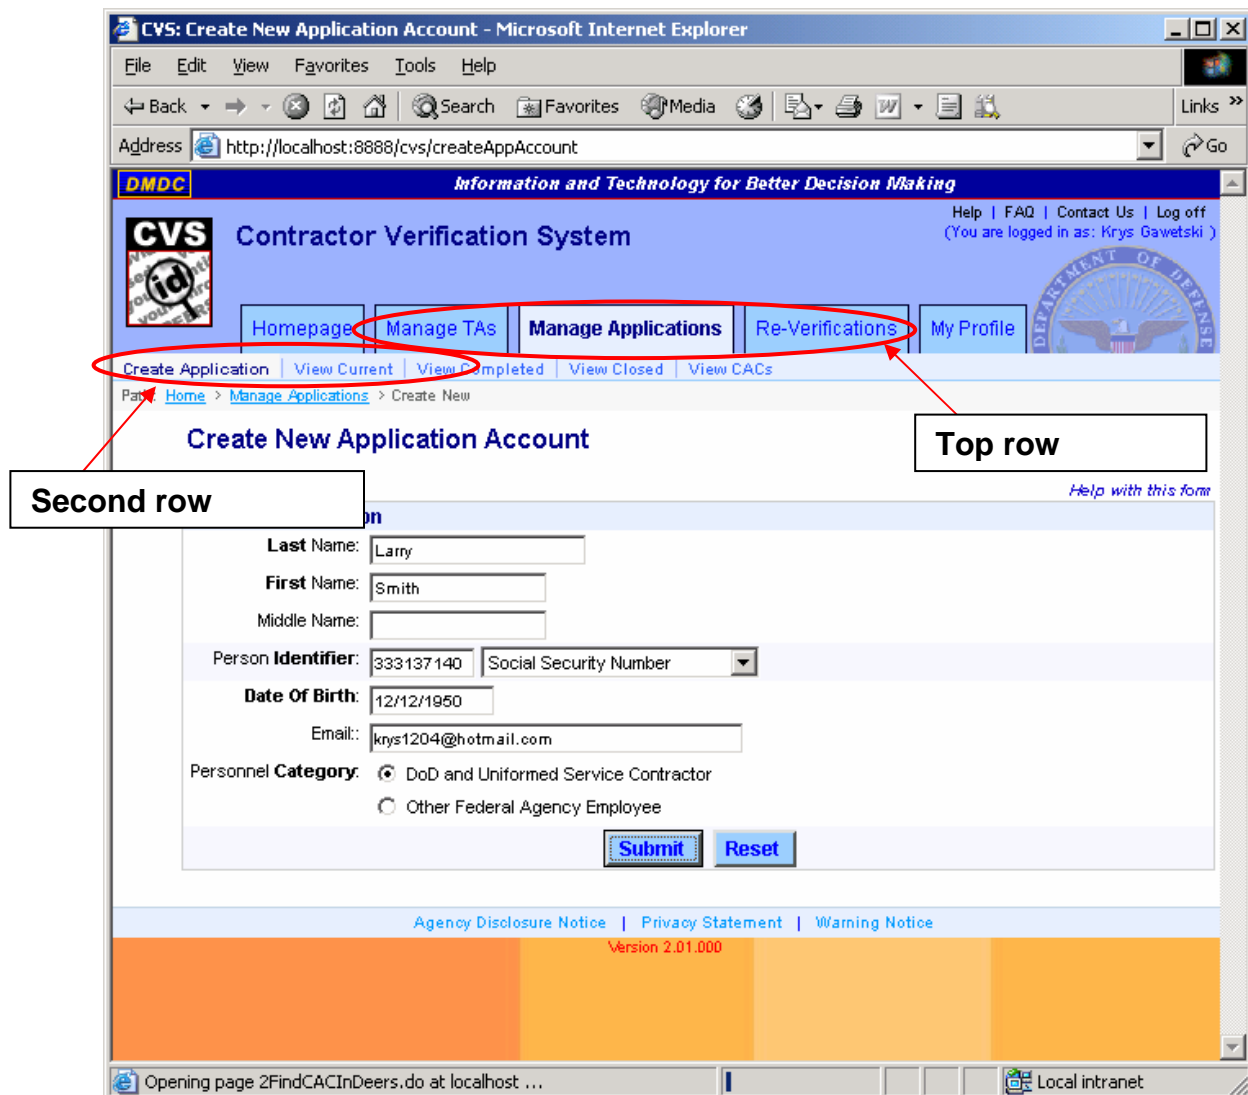 CVS: Create New Application Account - Microsoft Internet Explorer
File Edit View Favorites Tools Help
Back Search Favorites Media Links »
Address http://localhost:8888/cvs/createAppAccount Go
DMDC Information and Technology for Better Decision Making
Help | FAQ | Contact Us | Log off
(You are logged in as: Krys Gawetski )
CVS
id
Contractor Verification System
DEPARTMENT OF DEFENSE
Homepage Manage TAs Manage Applications Re-Verifications My Profile
Create Application | View Current | View Completed | View Closed | View CACs
Path: Home > Manage Applications > Create New
Create New Application Account
Top row
Second row
Help with this form
on
Last Name: Larry
First Name: Smith
Middle Name:
Person Identifier: 333137140 Social Security Number
Date Of Birth: 12/12/1950
Email:: krys1204@hotmail.com
Personnel Category: DoD and Uniformed Service Contractor
Other Federal Agency Employee
Submit Reset
Agency Disclosure Notice | Privacy Statement | Warning Notice
Version 2.01.000
Opening page 2FindCACInDeers.do at localhost ... Local intranet